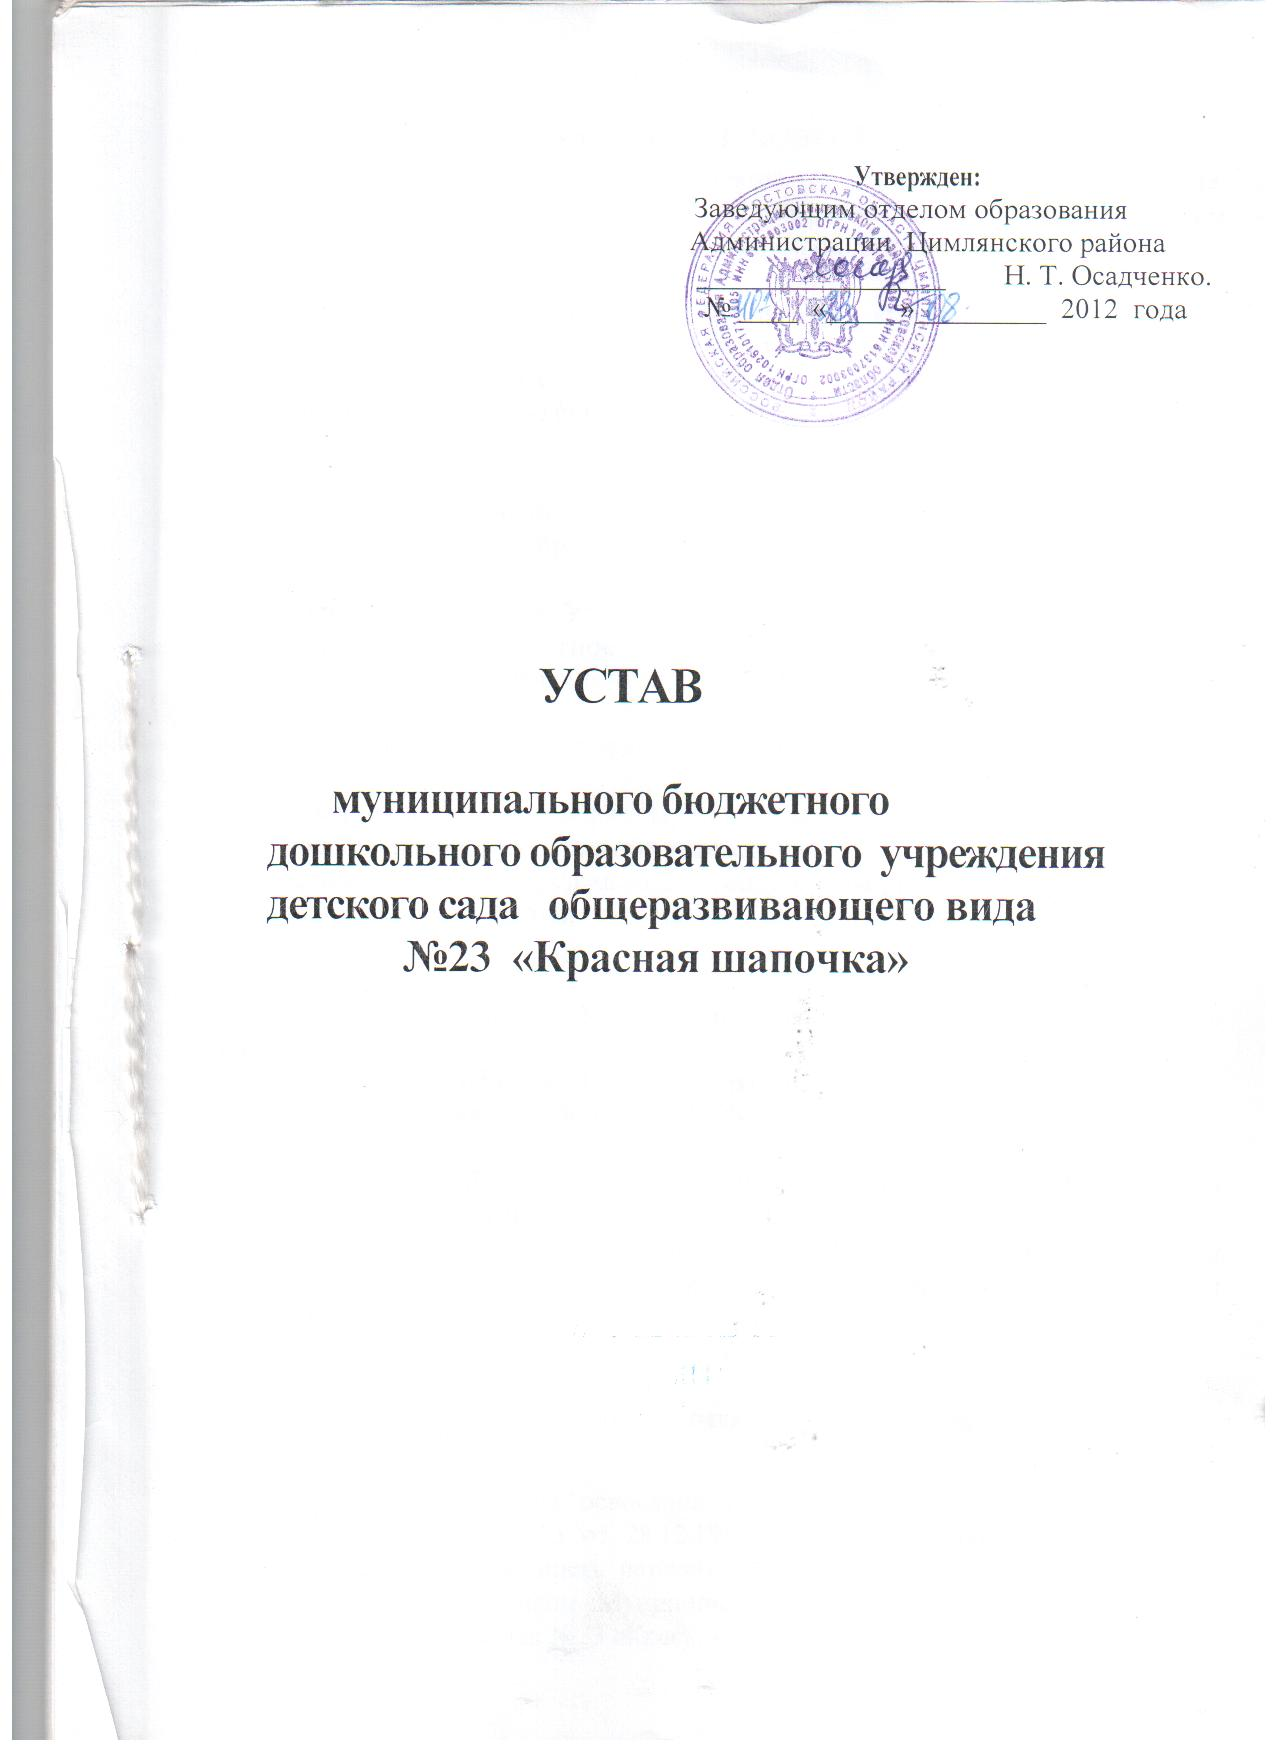 Утвержден:
Заведующим отделом образования
Администрации Цимлянского района
Н. Т. Осадченко.
№ « » 08 2012 года
УСТАВ
муниципального бюджетного
дошкольного образовательного учреждения
детского сада общеразвивающего вида
№23 «Красная шапочка»